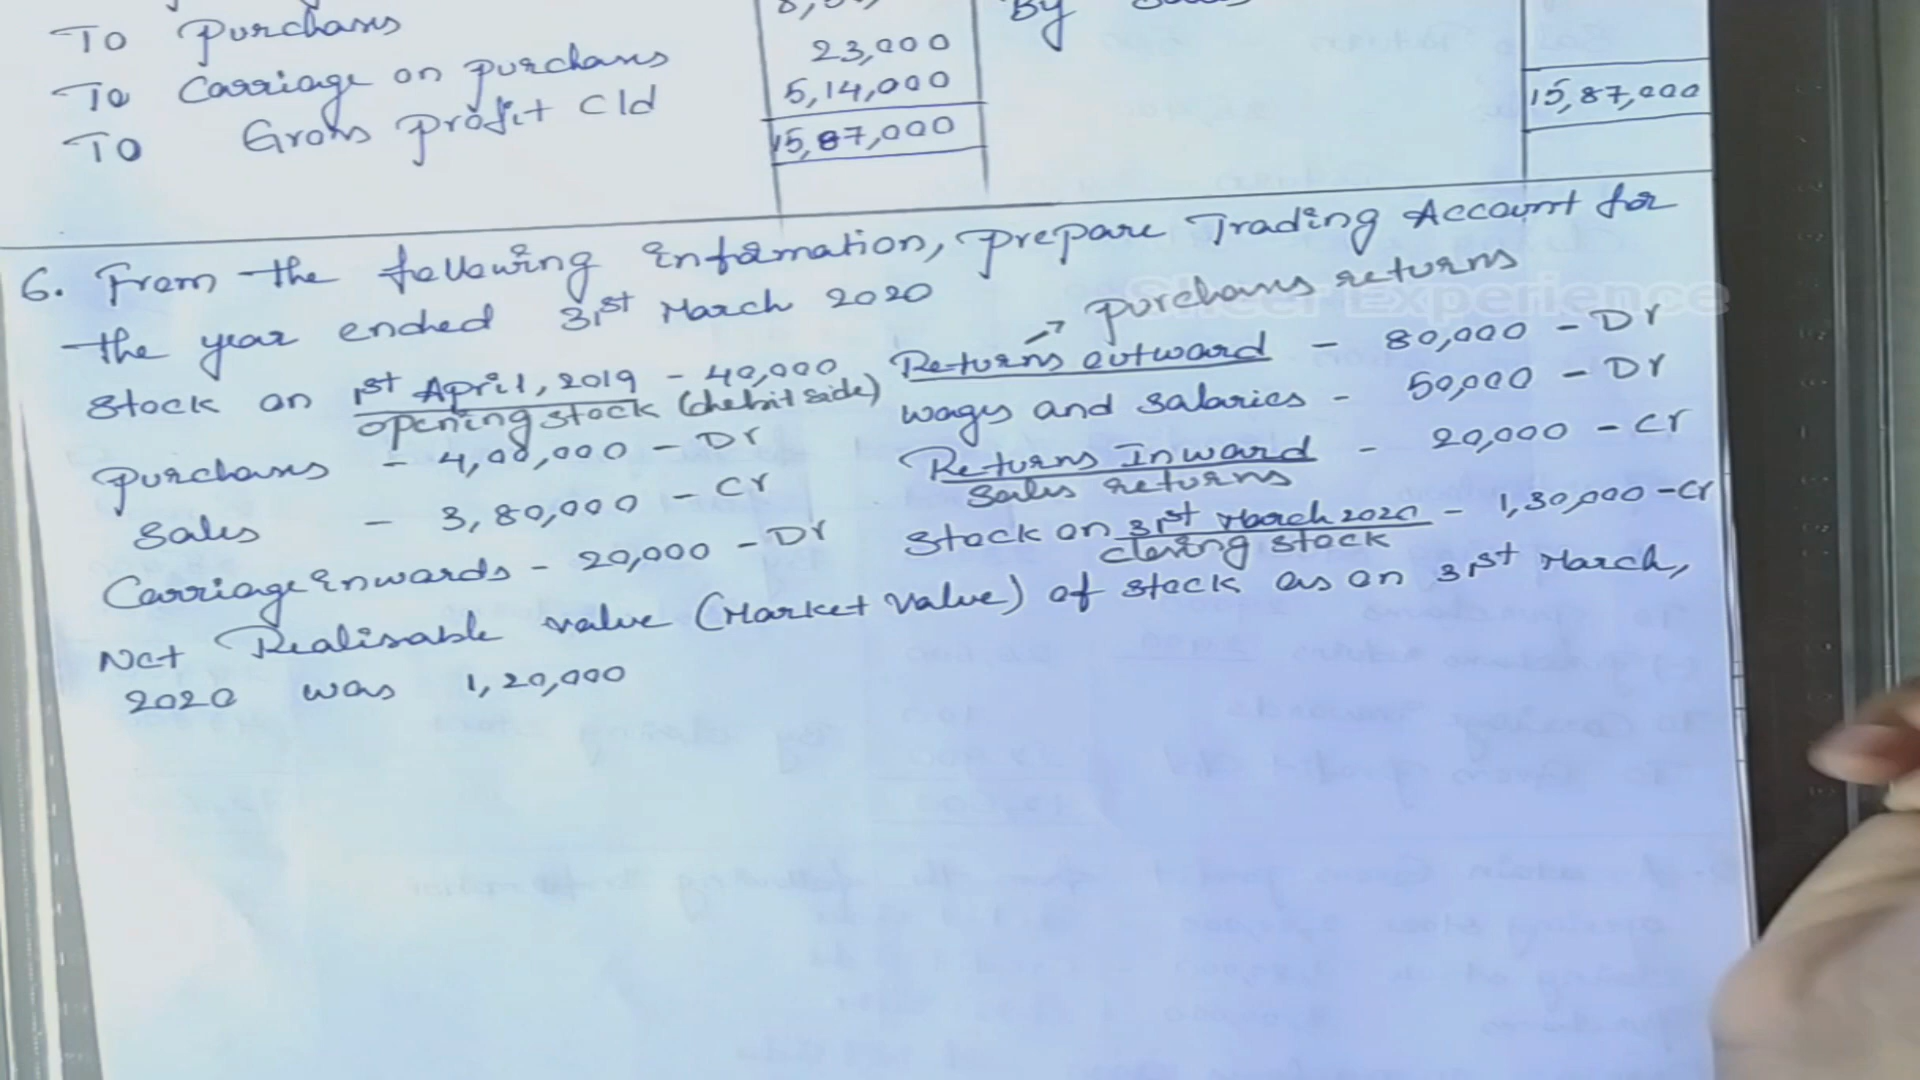 To Purchases
To Carriage on purchases 23,000
To Gross profit C/d 5,14,000
15,87,000 15,87,000
By
6. From the following information, prepare Trading Account for
the year ended 31st March 2020
Stock on 1st April, 2019 - 40,000
opening stock (debit side)
Purchases - 4,00,000 - Dr
Sales - 3,80,000 - Cr
Carriage inwards - 20,000 - Dr
→ purchases returns
Returns outward - 80,000 - Dr
wages and salaries - 50,000 - Dr
Returns Inward - 20,000 - Cr
Sales returns
Stock on 31st March 2020 - 1,30,000 - Cr
closing stock
Net Realisable value (Market value) of stock as on 31st March,
2020 was 1,20,000
Sheer Experience